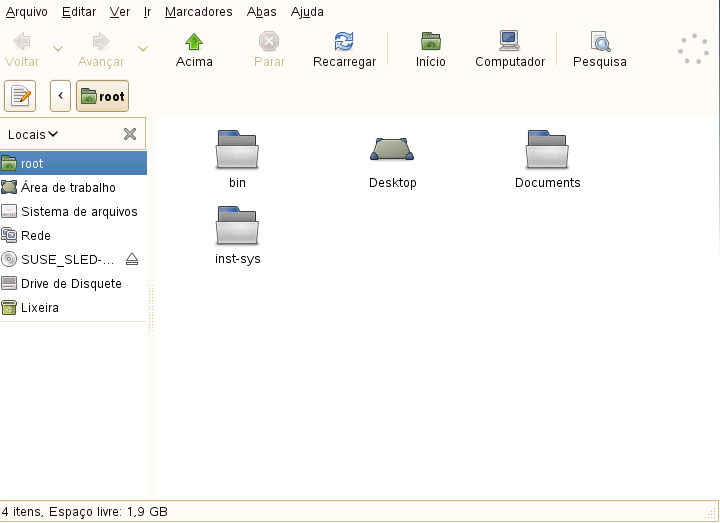 Arquivo Editar Ver Ir Marcadores Abas Ajuda
Voltar Avançar Acima Parar Recarregar Início Computador Pesquisa
root
Locais
root
Área de trabalho
Sistema de arquivos
Rede
SUSE_SLED-...
Drive de Disquete
Lixeira
bin Desktop Documents
inst-sys
4 itens, Espaço livre: 1,9 GB